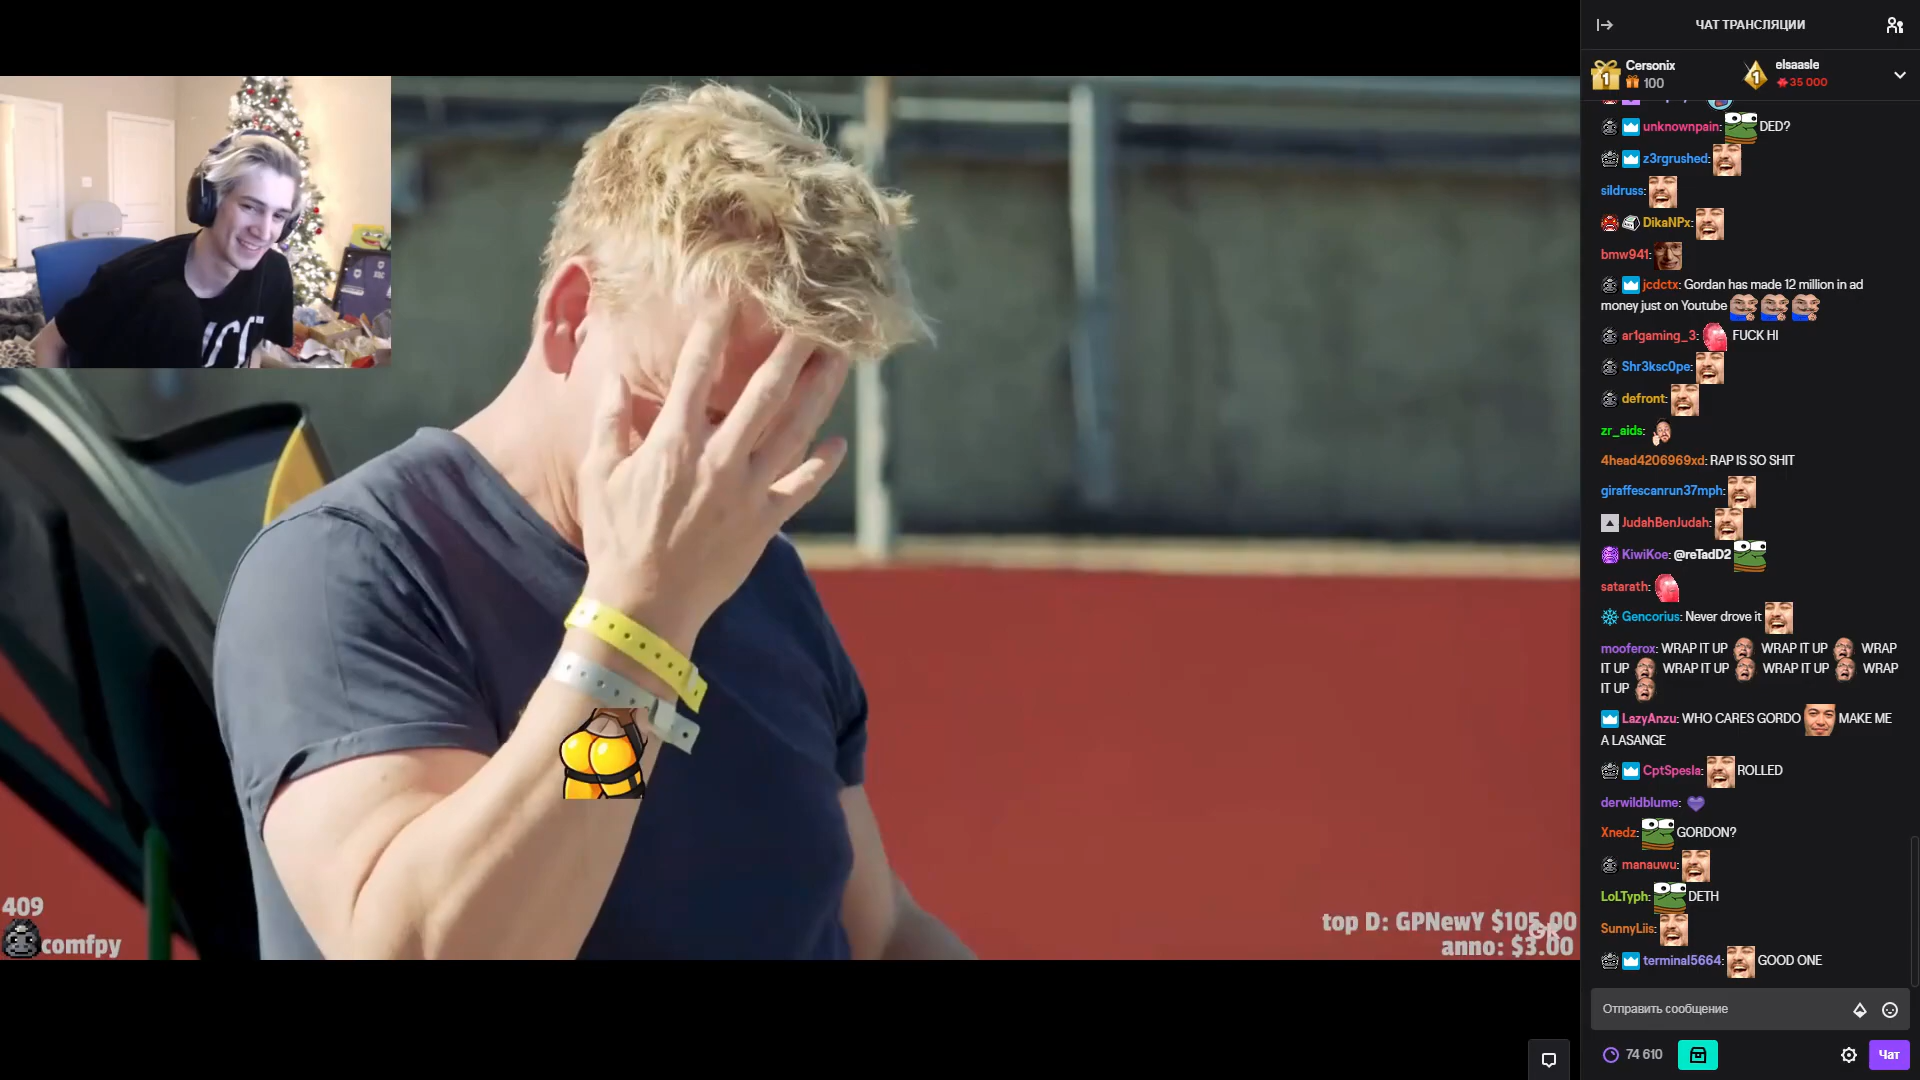 ЧАТ ТРАНСЛЯЦИИ
Cersonix
100
elsaasle
35 000
unknownpain: DED?
z3rgrushed:
sildruss:
DikaNPx:
bmw941:
jcdctx: Gordan has made 12 million in ad
money just on Youtube
ar1gaming_3: FUCK HI
Shr3ksc0pe:
defront:
zr_aids:
4head4206969xd: RAP IS SO SHIT
giraffescanrun37mph:
JudahBenJudah:
KiwiKoe: @reTadD2
satarath:
Gencorius: Never drove it
mooferox: WRAP IT UP WRAP IT UP WRAP
IT UP WRAP IT UP WRAP IT UP WRAP
IT UP
LazyAnzu: WHO CARES GORDO MAKE ME
A LASANGE
CptSpesla: ROLLED
derwildblume:
Xnedz: GORDON?
manauwu:
LoLTyph: DETH
SunnyLiis:
terminal5664: GOOD ONE
Отправить сообщение
74 610
Чат
409
comfpy
top D: GPNewY $105.00
anno: $3.00